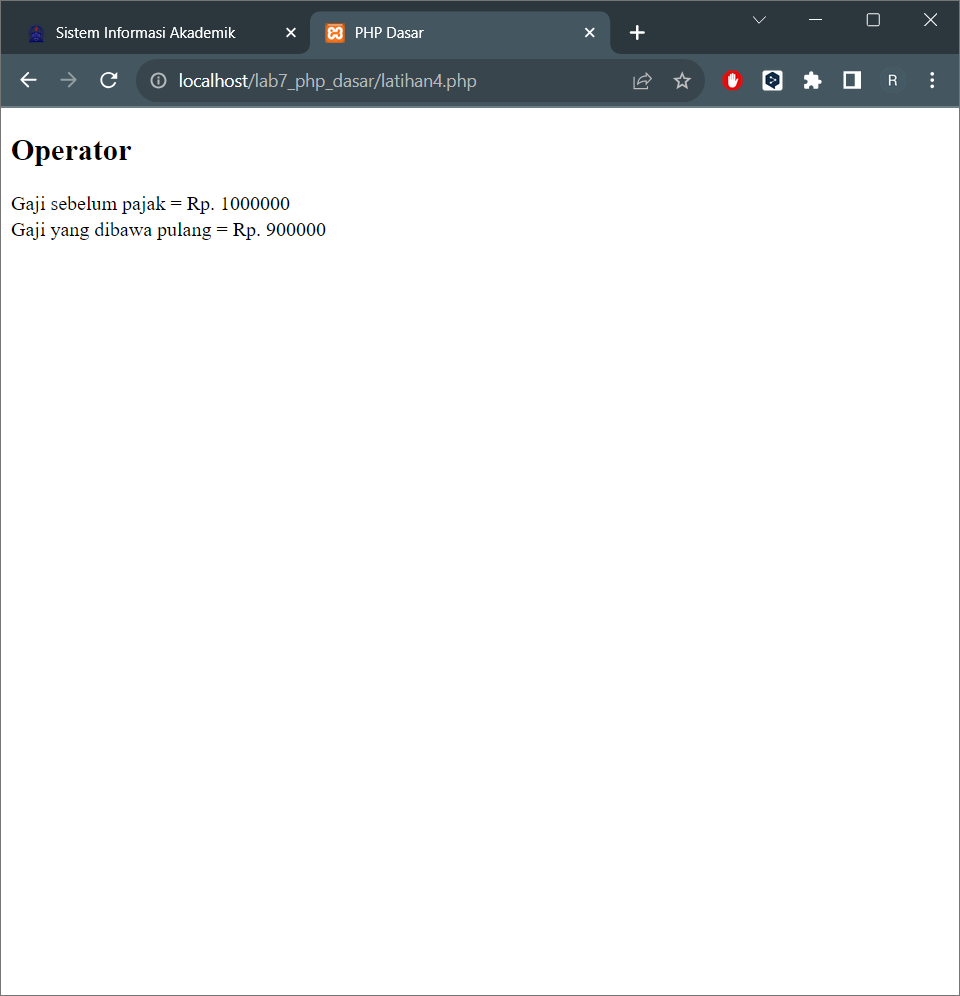 Sistem Informasi Akademik
PHP Dasar
localhost/lab7_php_dasar/latihan4.php
R
Operator
Gaji sebelum pajak = Rp. 1000000
Gaji yang dibawa pulang = Rp. 900000